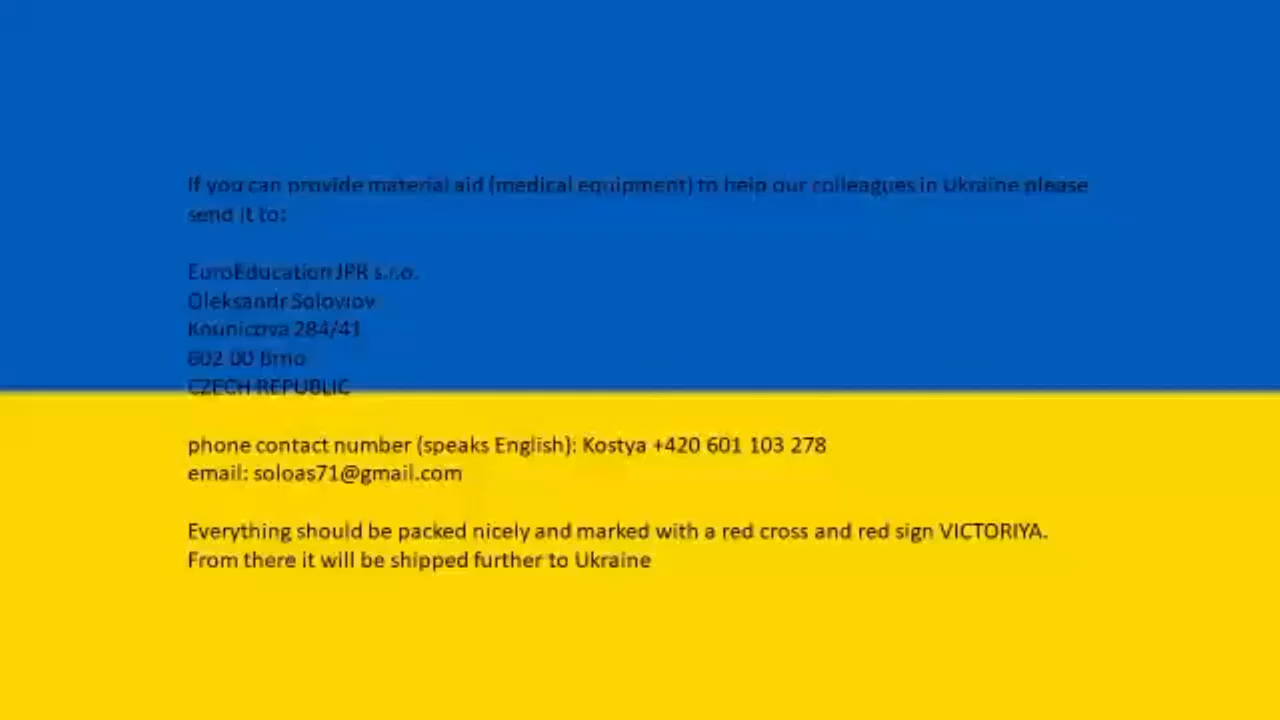 If you can provide material aid (medical equipment) to help our colleagues in Ukraine please
send it to:
EuroEducation JPR s.r.o.
Oleksandr Soloviov
Kounicova 284/41
602 00 Brno
CZECH REPUBLIC
phone contact number (speaks English): Kostya +420 601 103 278
email: soloas71@gmail.com
Everything should be packed nicely and marked with a red cross and red sign VICTORIYA.
From there it will be shipped further to Ukraine